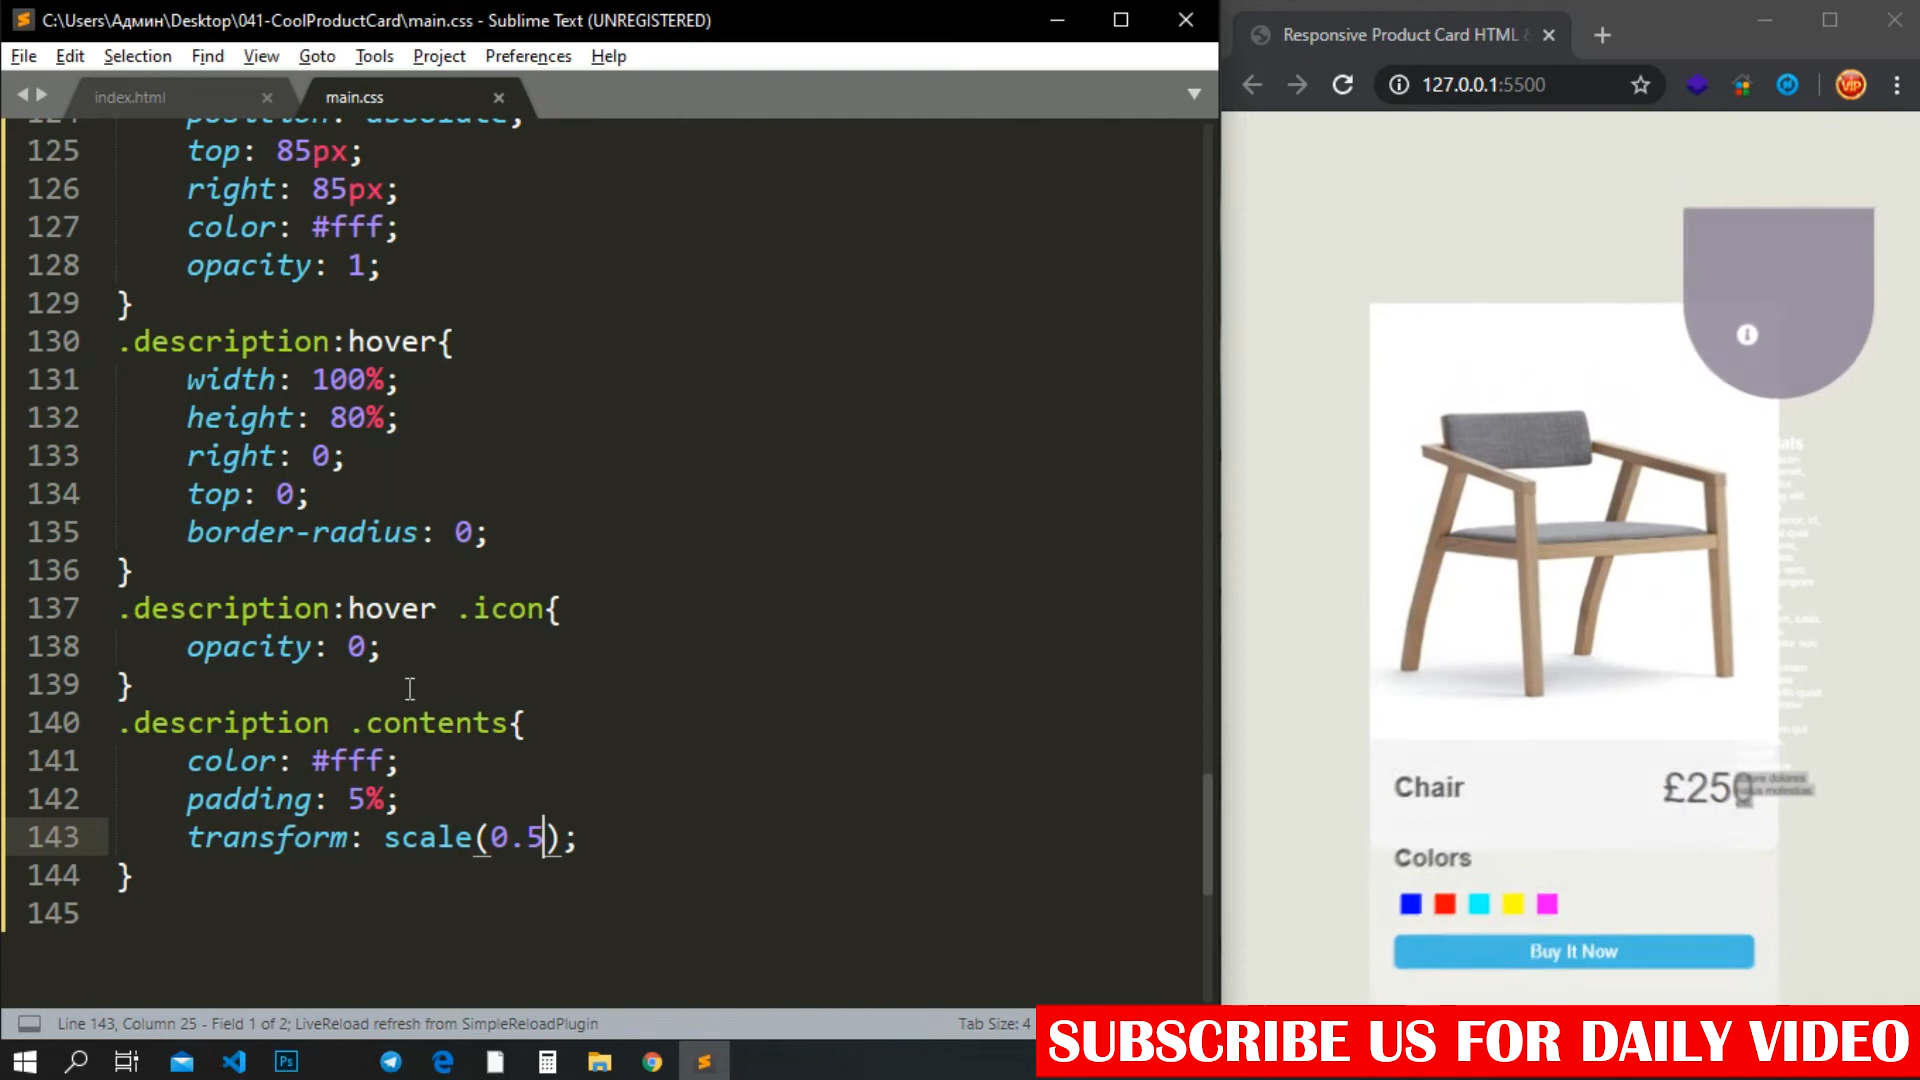 C:\Users\Админ\Desktop\041-CoolProductCard\main.css - Sublime Text (UNREGISTERED)
File Edit Selection Find View Goto Tools Project Preferences Help
index.html
main.css
124 position: absolute;
125 top: 85px;
126 right: 85px;
127 color: #fff;
128 opacity: 1;
129 }
130 .description:hover{
131 width: 100%;
132 height: 80%;
133 right: 0;
134 top: 0;
135 border-radius: 0;
136 }
137 .description:hover .icon{
138 opacity: 0;
139 }
140 .description .contents{
141 color: #fff;
142 padding: 5%;
143 transform: scale(0.5);
144 }
145
Line 143, Column 25 - Field 1 of 2; LiveReload refresh from SimpleReloadPlugin
Tab Size: 4
Responsive Product Card HTML
127.0.0.1:5500
VIP
Chair
£250
Colors
Buy It Now
SUBSCRIBE US FOR DAILY VIDEO
Ps